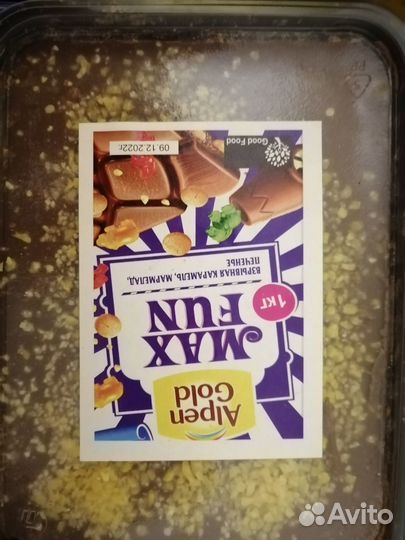 Alpen
Gold
MAX
FUN
1 КГ
ВЗРЫВНАЯ КАРАМЕЛЬ, МАРМЕЛАД,
ПЕЧЕНЬЕ
Good Food
09.12.2022г.
Avito